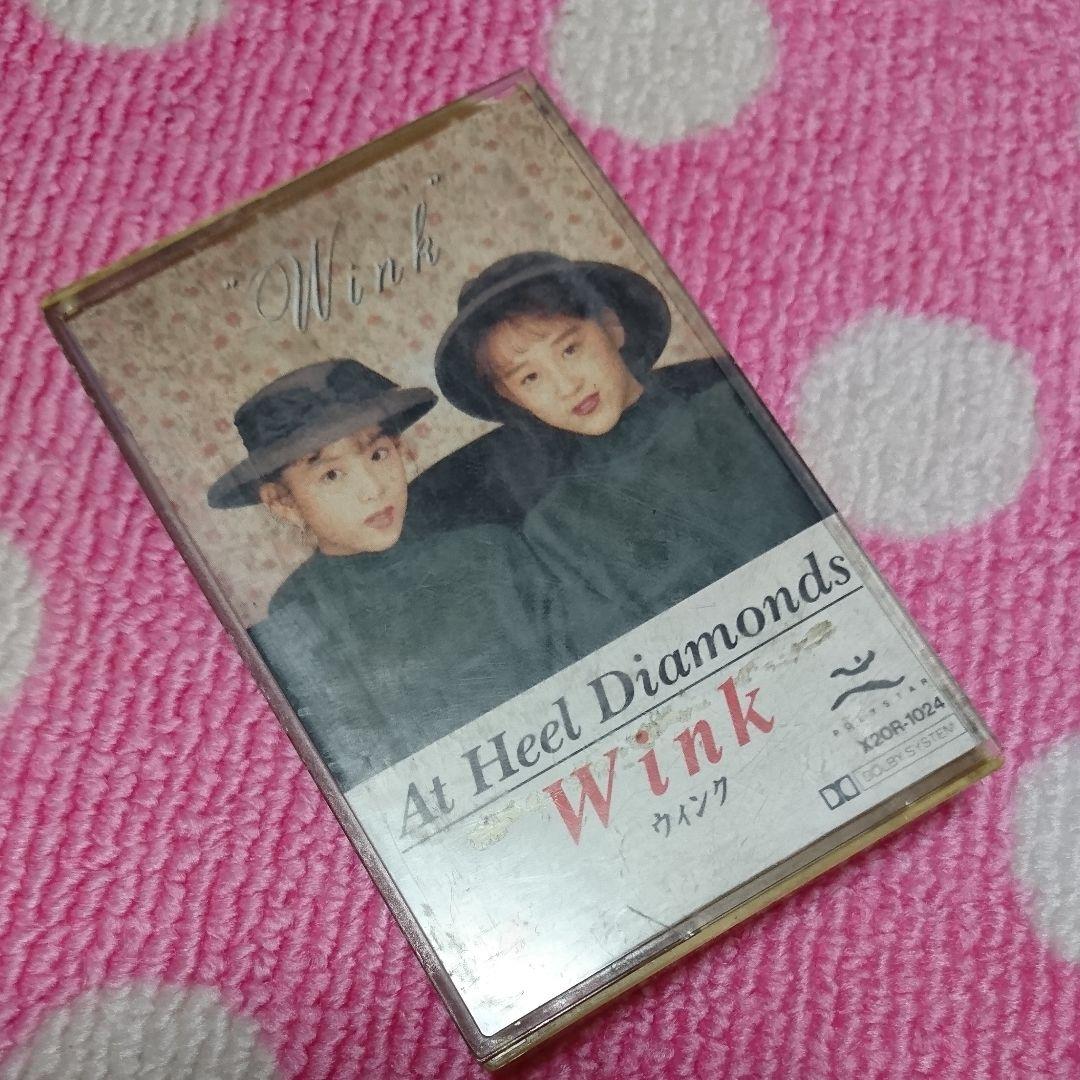 "Wink"
At Heel Diamonds
Wink
ウィンク
POLYSTAR
X20R-1024
DOLBY SYSTEM